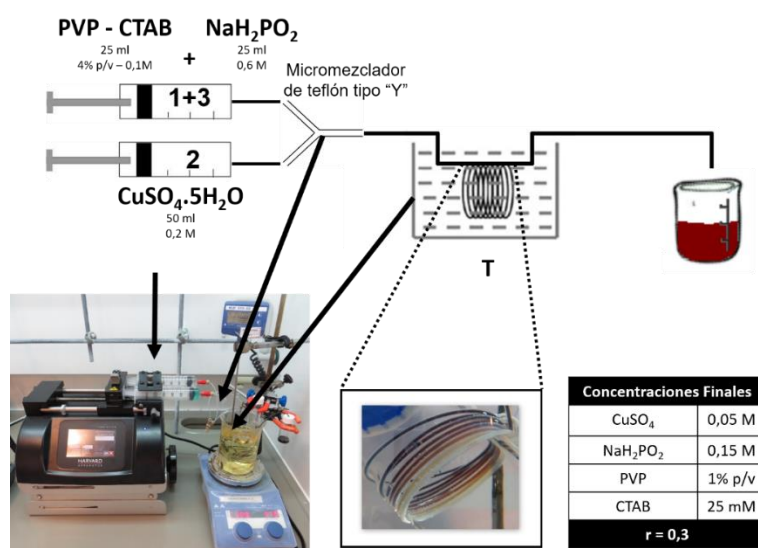 PVP - CTAB
25 ml
4% p/v – 0,1M
+
NaH₂PO₂
25 ml
0,6 M
Micromezclador
de teflón tipo "Y"
1+3
2
CuSO₄.5H₂O
50 ml
0,2 M
T
HARVARD
Concentraciones Finales
CuSO₄ 0,05 M
NaH₂PO₂ 0,15 M
PVP 1% p/v
CTAB 25 mM
r = 0,3